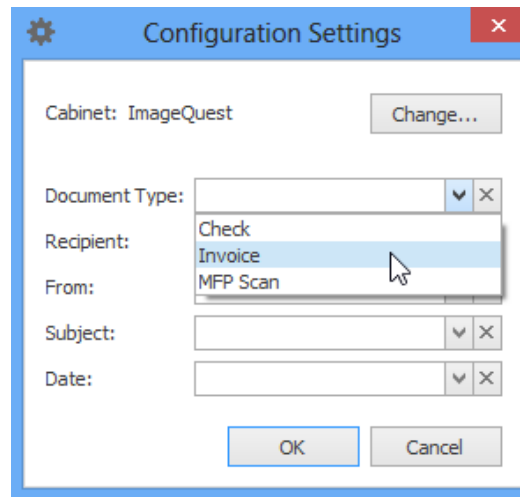 Configuration Settings
Cabinet: ImageQuest
Change...
Document Type:
Check
Recipient:
Invoice
MFP Scan
From:
Subject:
Date:
OK
Cancel